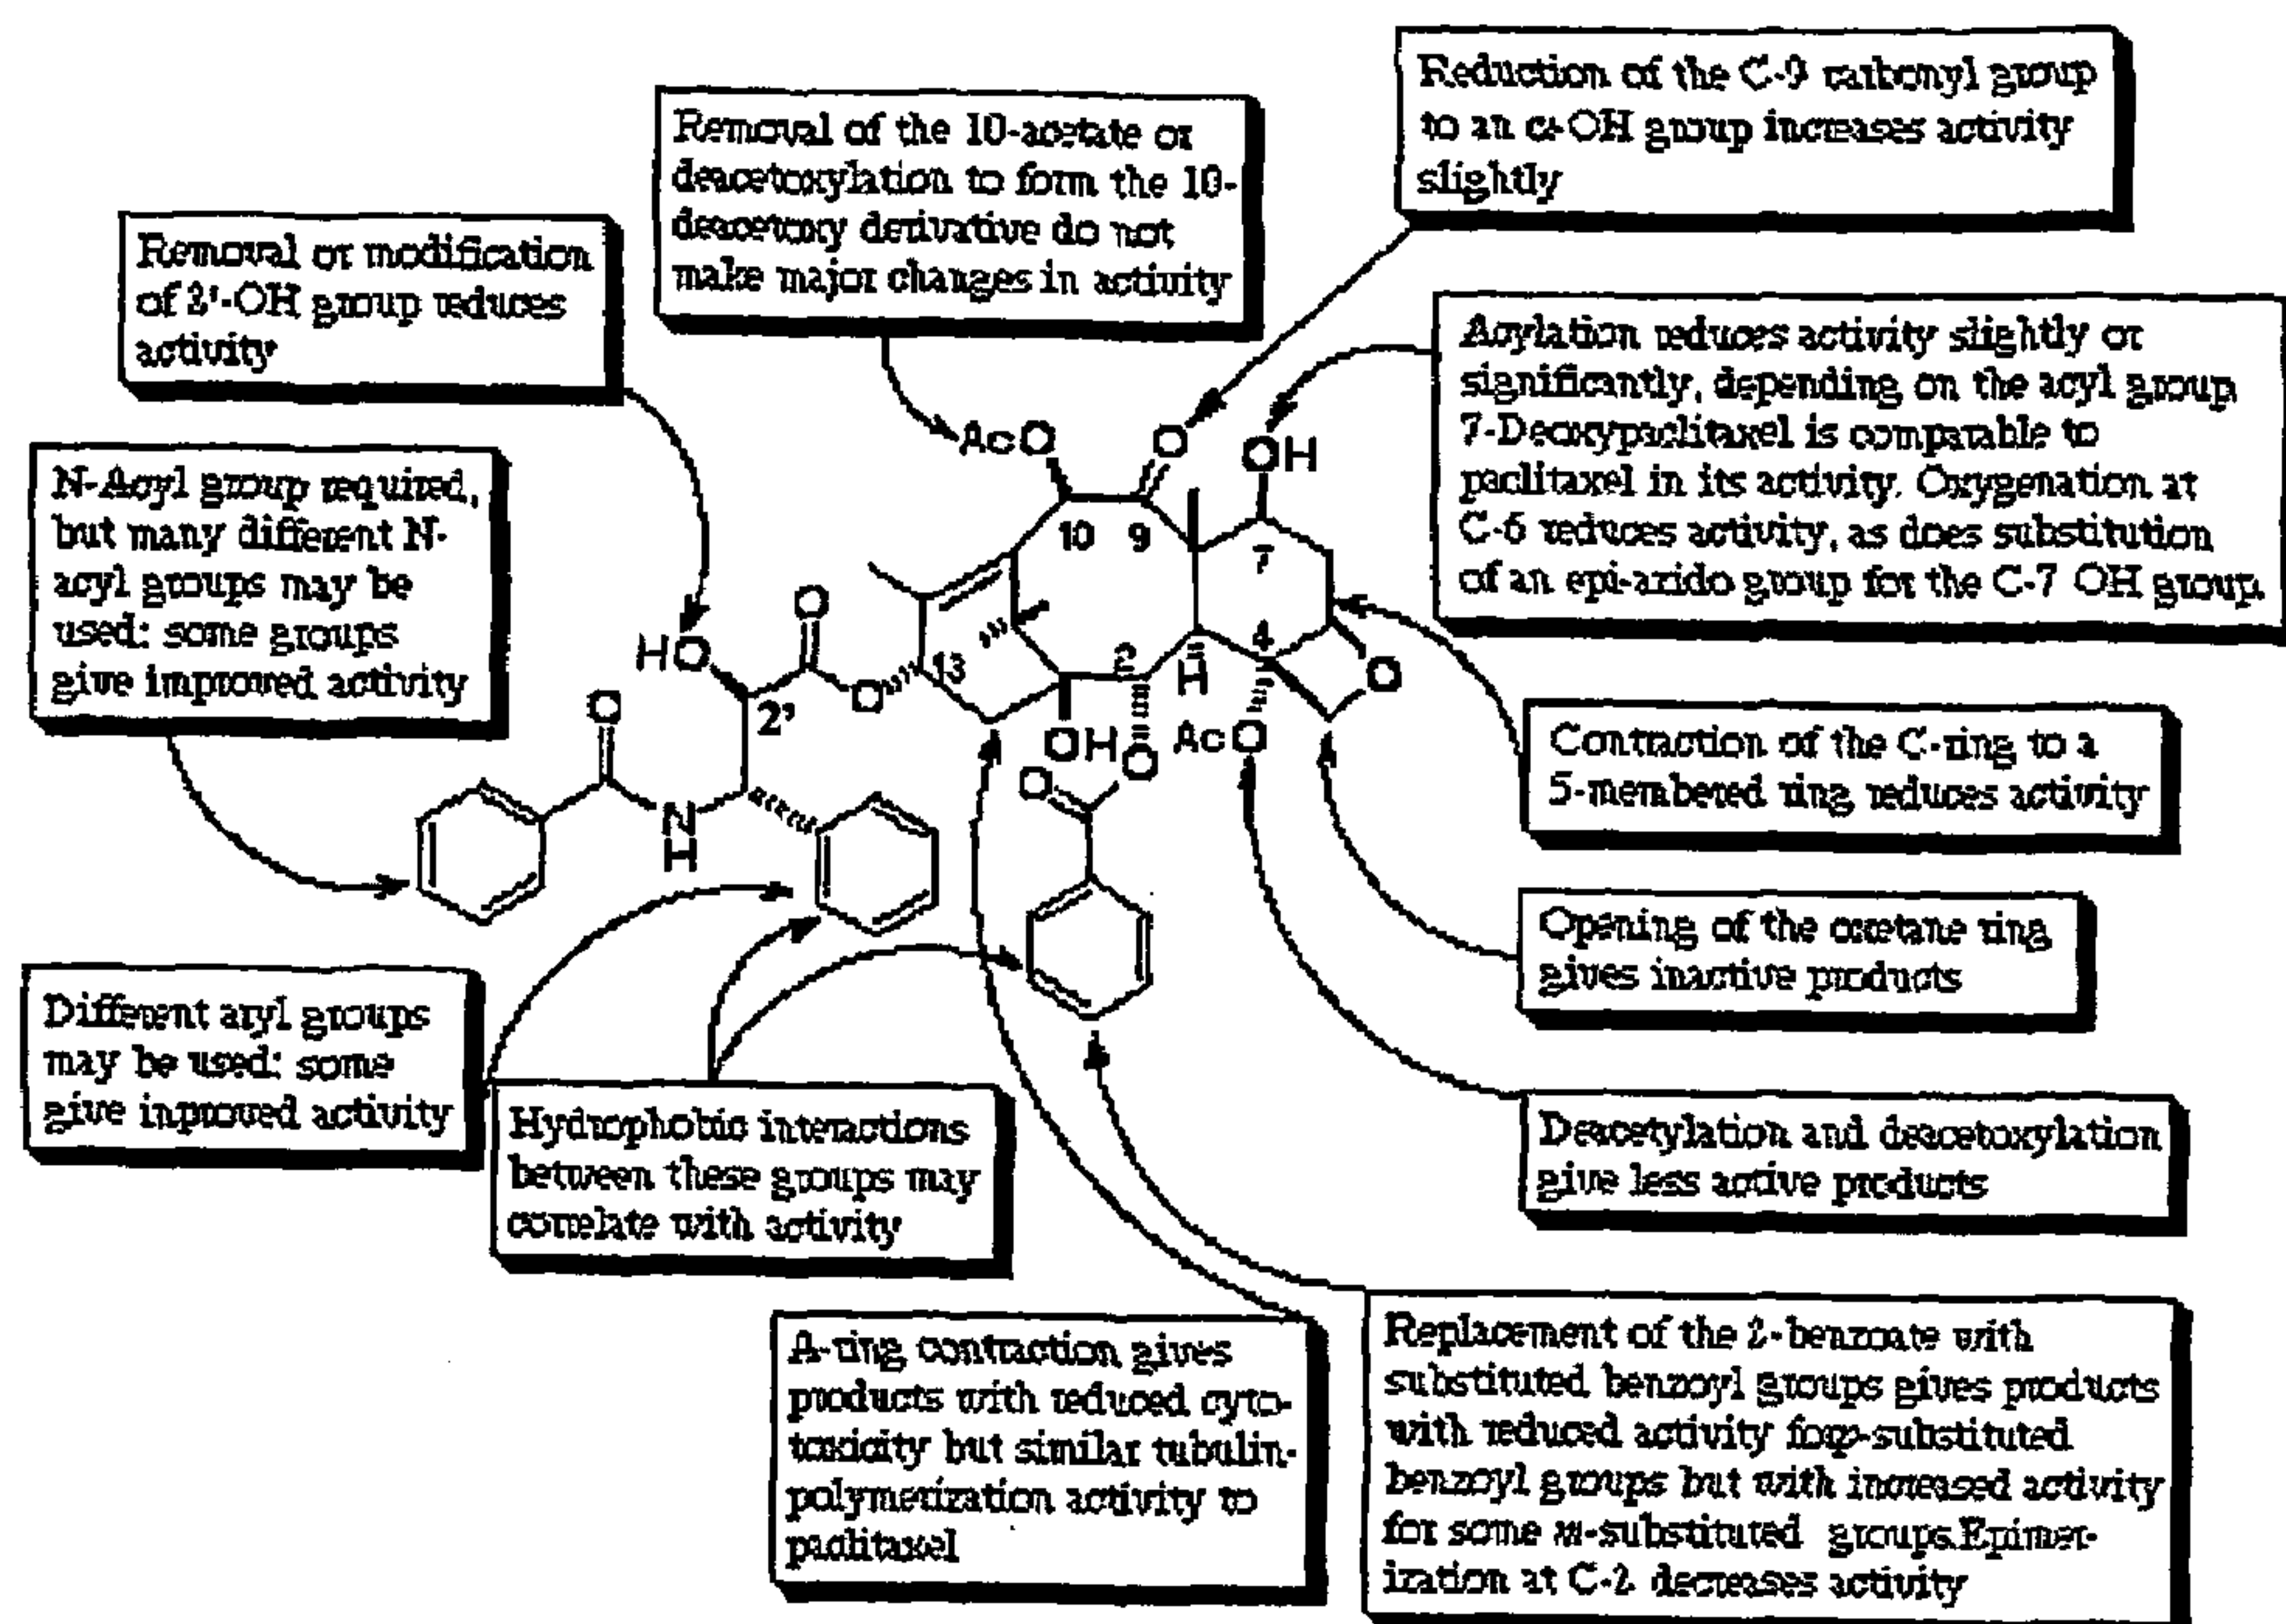 Reduction of the C-9 carbonyl group
to an α-OH group increases activity
slightly
Removal of the 10-acetate or
deacetoxylation to form the 10-
deacetoxy derivative do not
make major changes in activity
Removal or modification
of 2'-OH group reduces
activity
Acylation reduces activity slightly or
significantly, depending on the acyl group
7-Deoxypaclitaxel is comparable to
paclitaxel in its activity. Oxygenation at
C-6 reduces activity, as does substitution
of an epi-azido group for the C-7 OH group.
N-Acyl group required,
but many different N-
acyl groups may be
used: some groups
give improved activity
AcO
O
OH
10
9
7
O
HO
13
2
4
H
O
O
2'
O
OH
AcO
O
O
N
H
Contraction of the C-ring to a
5-membered ring reduces activity
Opening of the oxetane ring
gives inactive products
Different aryl groups
may be used: some
give inproved activity
Hydrophobic interactions
between these groups may
correlate with activity
Deacetylation and deacetoxylation
give less active products
A-ring contraction gives
products with reduced cyto-
toxicity but similar tubulin-
polymerization activity to
paclitaxel
Replacement of the 2-benzoate with
substituted benzoyl groups gives products
with reduced activity for p-substituted
benzoyl groups but with increased activity
for some m-substituted groups.Epimer-
ization at C-2 decreases activity